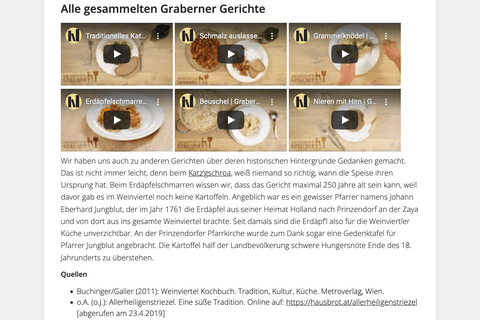 Alle gesammelten Graberner Gerichte
Traditionelles Kat...
Schmalz auslasse...
Grammelknödel | ...
Erdäpfelschmarre...
Beuschel | Graber...
Nieren mit Hirn | G...
Wir haben uns auch zu anderen Gerichten über deren historischen Hintergründe Gedanken gemacht.
Das ist nicht immer leicht, denn beim Katz'gschroa, weiß niemand so richtig, wann die Speise ihren
Ursprung hat. Beim Erdäpfelschmarren wissen wir, dass das Gericht maximal 250 Jahre alt sein kann, weil
davor gab es im Weinviertel noch keine Kartoffeln. Angeblich war es ein gewisser Pfarrer namens Johann
Eberhard Jungblut, der im Jahr 1761 die Erdäpfel aus seiner Heimat Holland nach Prinzendorf an der Zaya
und von dort aus ins gesamte Weinviertel brachte. Seit damals sind die Erdäpfl also für die Weinviertler
Küche unverzichtbar. An der Prinzendorfer Pfarrkirche wurde zum Dank sogar eine Gedenktafel für
Pfarrer Jungblut angebracht. Die Kartoffel half der Landbevölkerung schwere Hungersnöte Ende des 18.
Jahrhunderts zu überstehen.
Quellen
Buchinger/Galler (2011): Weinviertel Kochbuch. Tradition, Kultur, Küche. Metroverlag, Wien.
o.A. (o.J.): Allerheiligenstriezel. Eine süße Tradition. Online auf: https://hausbrot.at/allerheiligenstriezel
[abgerufen am 23.4.2019]